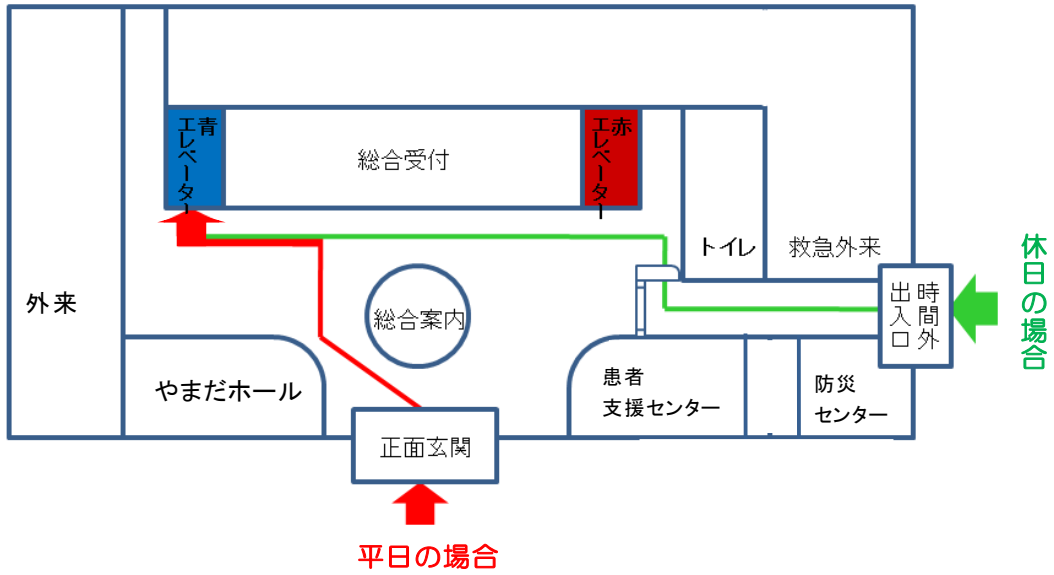 青
エレベーター
総合受付
赤
エレベーター
トイレ
救急外来
休日の場合
外来
総合案内
時間外
出入口
やまだホール
患者
支援センター
防災
センター
正面玄関
平日の場合